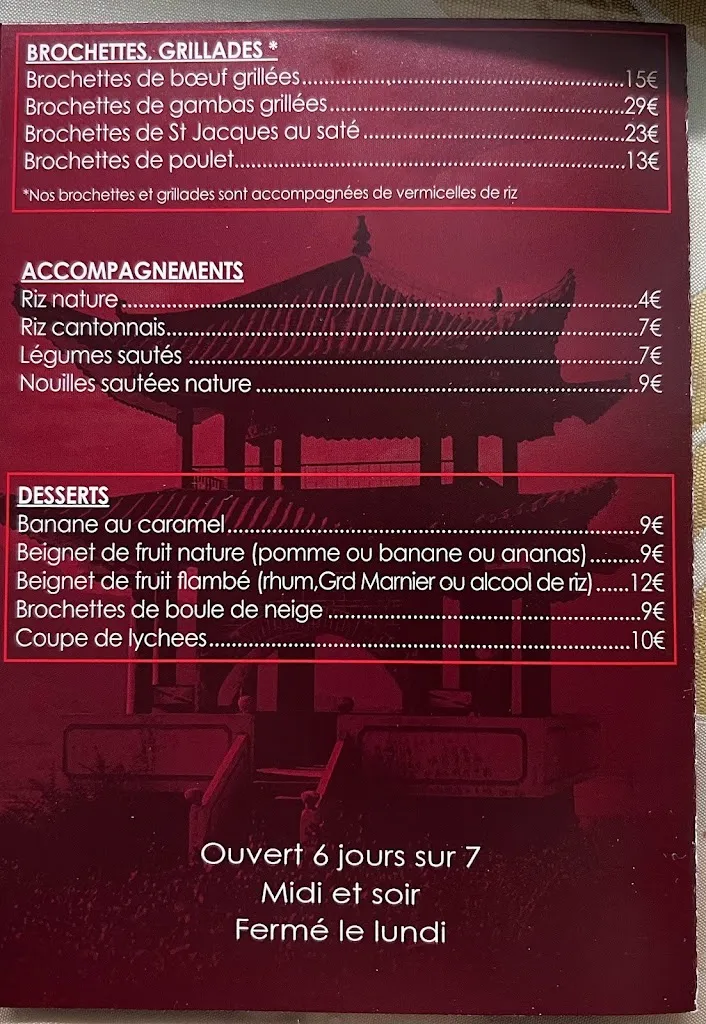 BROCHETTES, GRILLADES *
Brochettes de bœuf grillées...............................................15€
Brochettes de gambas grillées...........................................29€
Brochettes de St Jacques au saté......................................23€
Brochettes de poulet.........................................................13€
*Nos brochettes et grillades sont accompagnées de vermicelles de riz
ACCOMPAGNEMENTS
Riz nature..........................................................................4€
Riz cantonnais....................................................................7€
Légumes sautés .................................................................7€
Nouilles sautées nature ......................................................9€
DESSERTS
Banane au caramel............................................................9€
Beignet de fruit nature (pomme ou banane ou ananas)........9€
Beignet de fruit flambé (rhum,Grd Marnier ou alcool de riz)......12€
Brochettes de boule de neige .............................................9€
Coupe de lychees..............................................................10€
Ouvert 6 jours sur 7
Midi et soir
Fermé le lundi